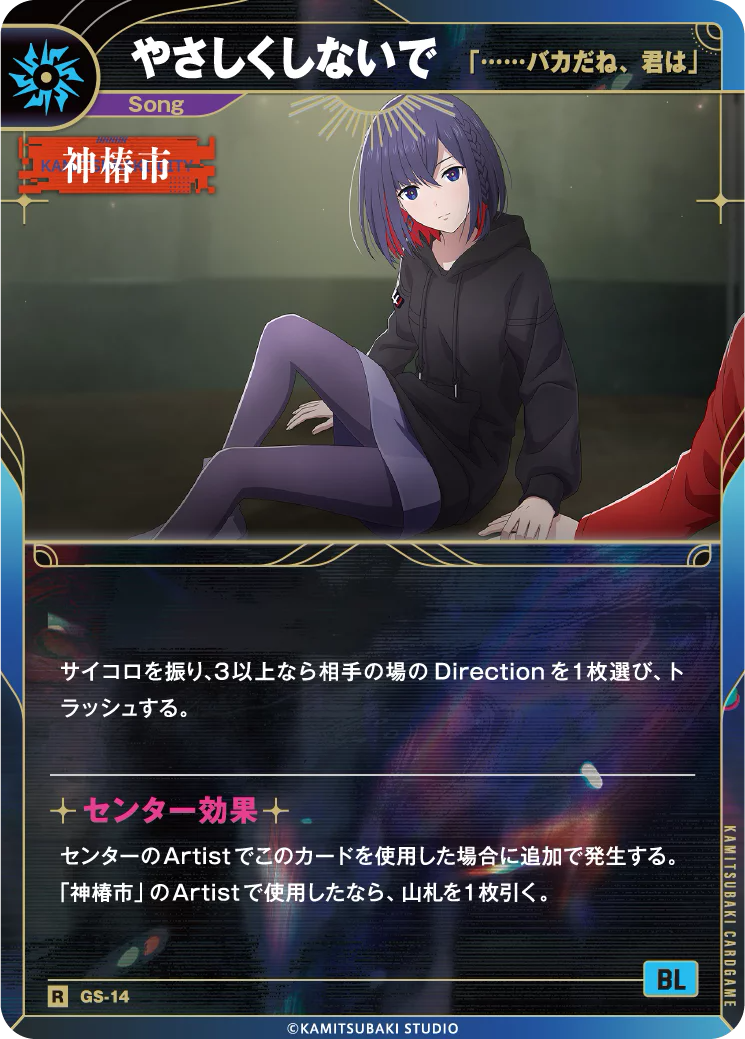 やさしくしないで 「……バカだね、君は」
Song
神椿市
サイコロを振り、3以上なら相手の場のDirectionを1枚選び、ト
ラッシュする。
センター効果
センターのArtistでこのカードを使用した場合に追加で発生する。
「神椿市」のArtistで使用したなら、山札を1枚引く。
KAMITSUBAKI CARDGAME
BL
R GS-14
©KAMITSUBAKI STUDIO